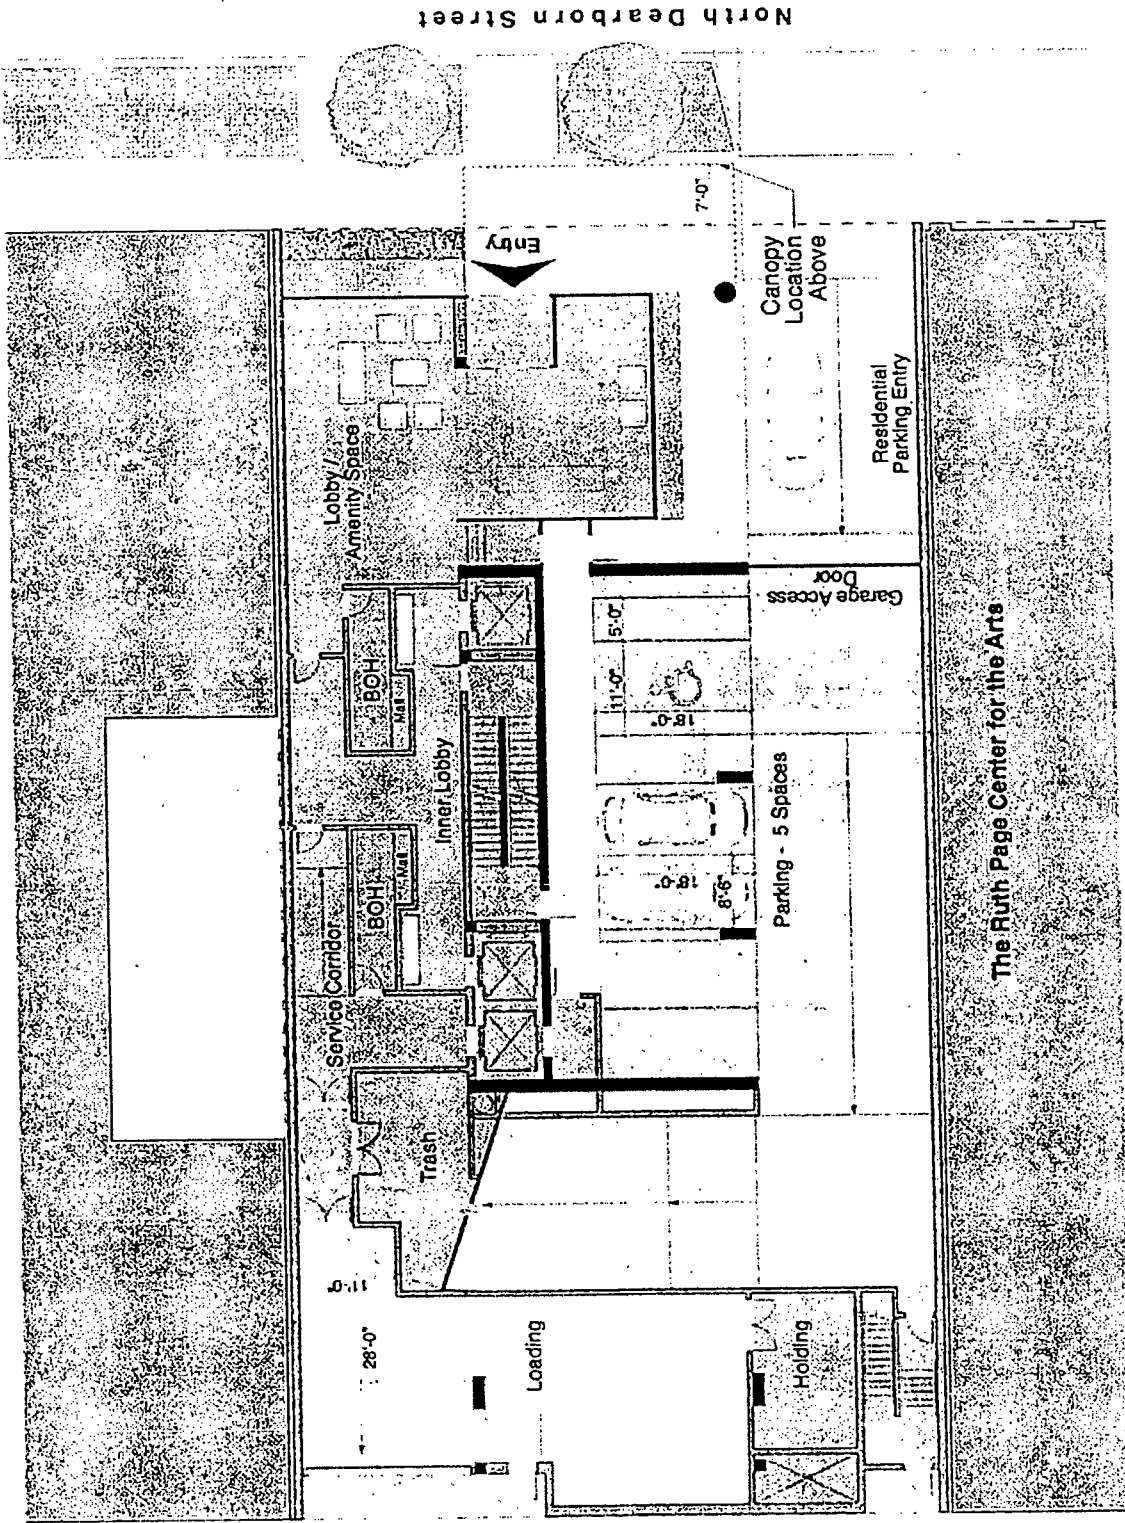 North Dearborn Street
7'-0"
Entry
Canopy
Location
Above
Residential
Parking Entry
Lobby /
Amenity Space
Garage Access
Door
BOH
Mail
5'-0"
11'-0"
18'-0"
Inner Lobby
Parking - 5 Spaces
The Ruth Page Center for the Arts
BOH
Mail
18'-0"
8'-6"
Service Corridor
Trash
11'-0"
28'-0"
Loading
Holding